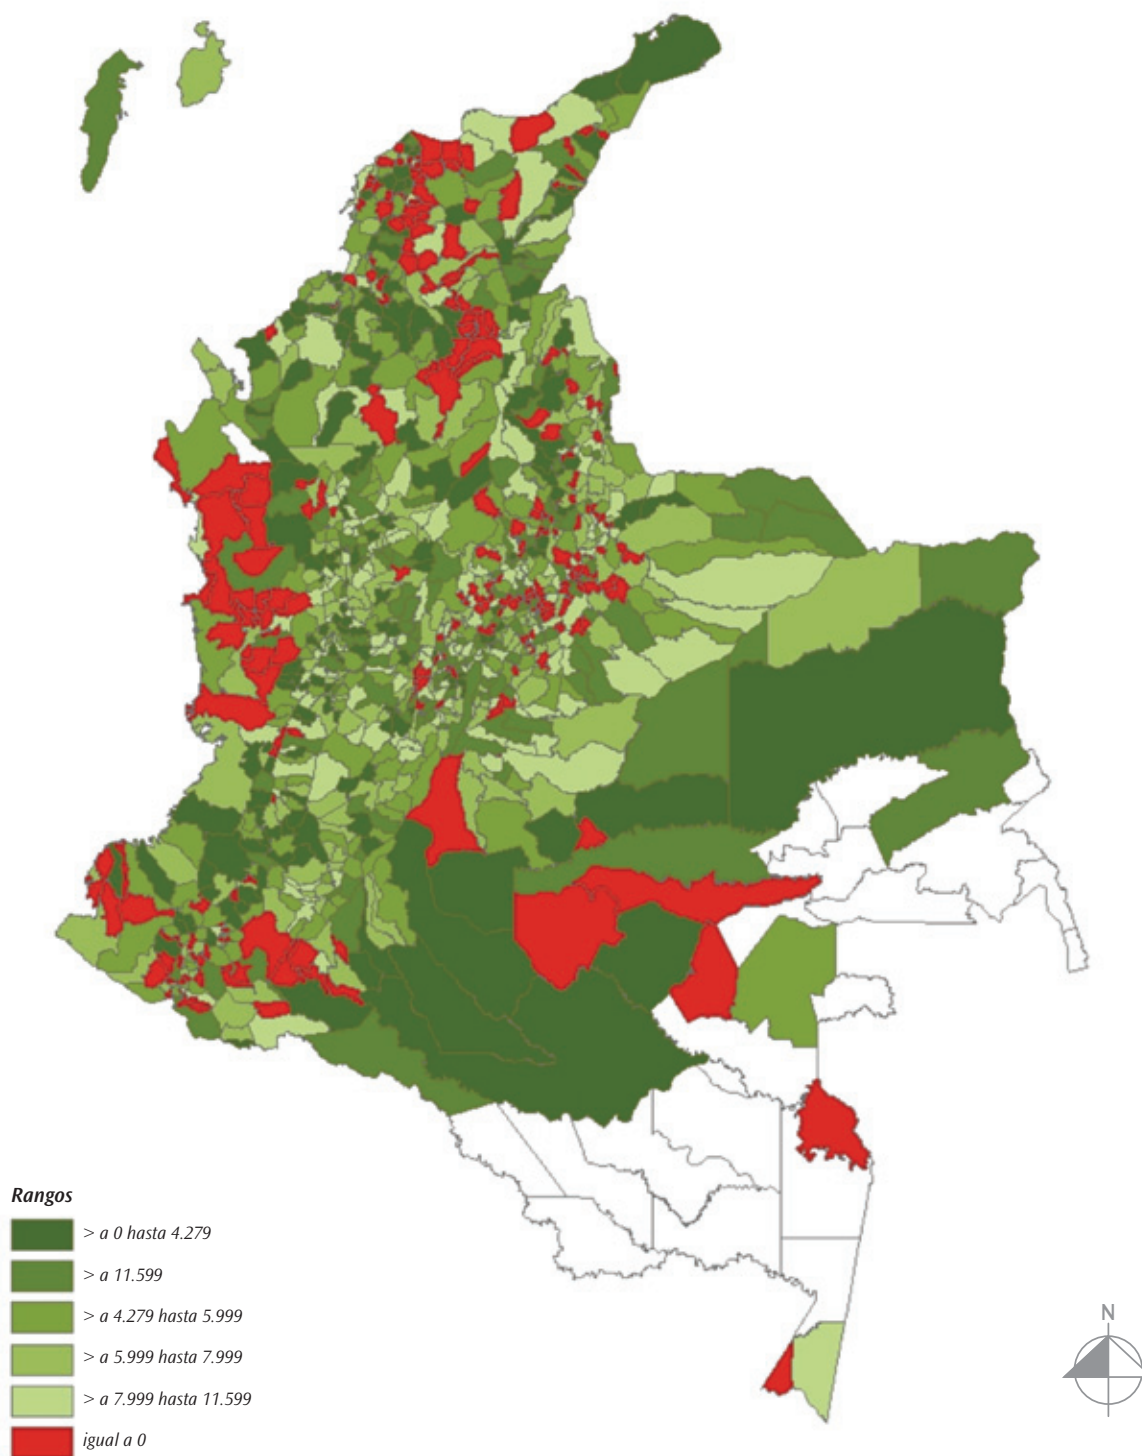 Rangos
> a 0 hasta 4.279
> a 11.599
> a 4.279 hasta 5.999
> a 5.999 hasta 7.999
> a 7.999 hasta 11.599
igual a 0
N